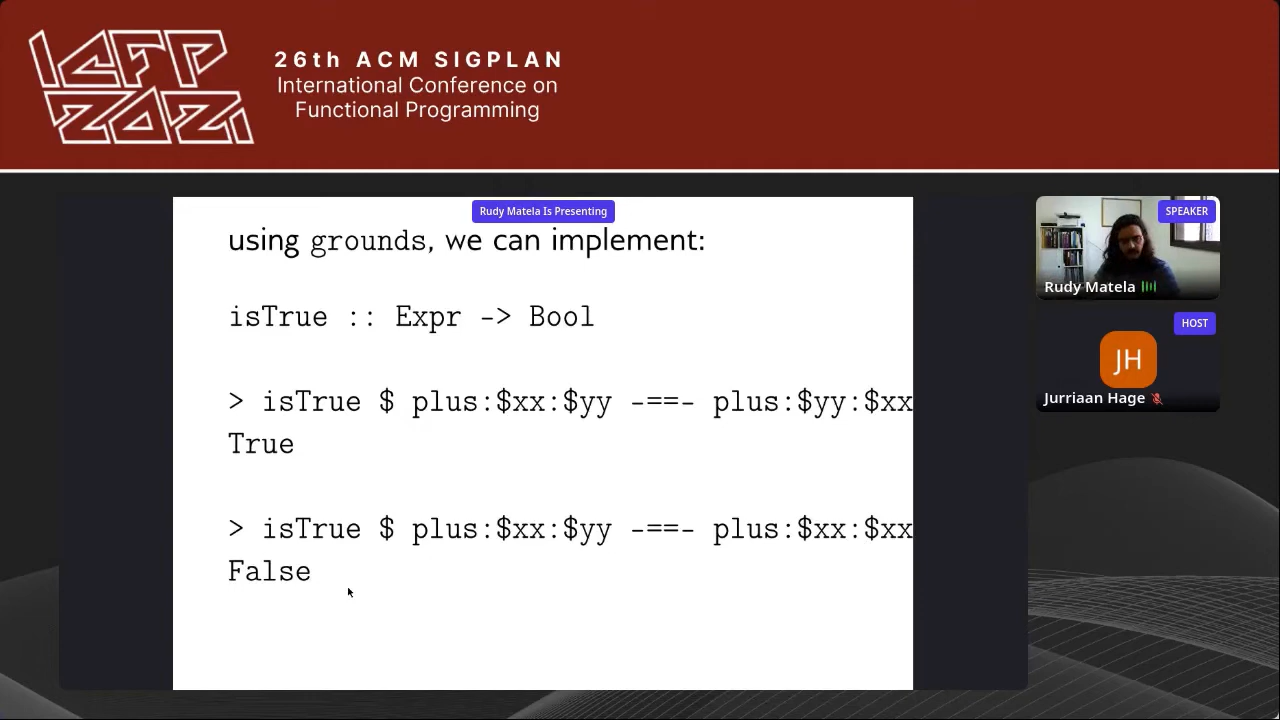 ICFP
2021
26th ACM SIGPLAN
International Conference on
Functional Programming
Rudy Matela Is Presenting
using grounds, we can implement:
isTrue :: Expr -> Bool
> isTrue $ plus:$xx:$yy -==- plus:$yy:$xx
True
> isTrue $ plus:$xx:$yy -==- plus:$xx:$xx
False
SPEAKER
Rudy Matela
HOST
JH
Jurriaan Hage